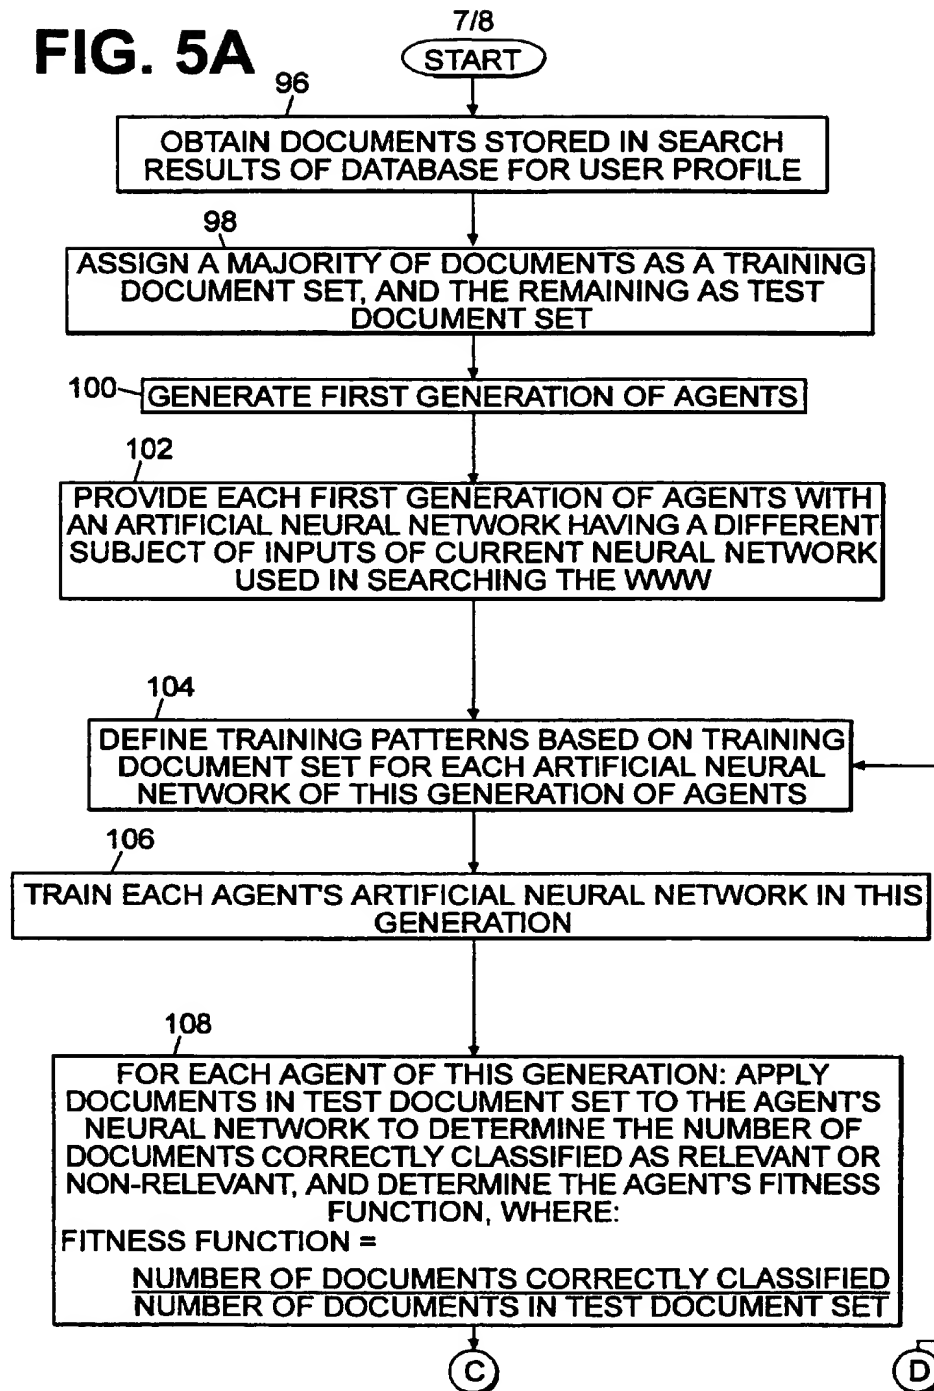 7/8
FIG. 5A
START
96
OBTAIN DOCUMENTS STORED IN SEARCH
RESULTS OF DATABASE FOR USER PROFILE
98
ASSIGN A MAJORITY OF DOCUMENTS AS A TRAINING
DOCUMENT SET, AND THE REMAINING AS TEST
DOCUMENT SET
100
GENERATE FIRST GENERATION OF AGENTS
102
PROVIDE EACH FIRST GENERATION OF AGENTS WITH
AN ARTIFICIAL NEURAL NETWORK HAVING A DIFFERENT
SUBJECT OF INPUTS OF CURRENT NEURAL NETWORK
USED IN SEARCHING THE WWW
104
DEFINE TRAINING PATTERNS BASED ON TRAINING
DOCUMENT SET FOR EACH ARTIFICIAL NEURAL
NETWORK OF THIS GENERATION OF AGENTS
106
TRAIN EACH AGENT'S ARTIFICIAL NEURAL NETWORK IN THIS
GENERATION
108
FOR EACH AGENT OF THIS GENERATION: APPLY
DOCUMENTS IN TEST DOCUMENT SET TO THE AGENT'S
NEURAL NETWORK TO DETERMINE THE NUMBER OF
DOCUMENTS CORRECTLY CLASSIFIED AS RELEVANT OR
NON-RELEVANT, AND DETERMINE THE AGENT'S FITNESS
FUNCTION, WHERE:
FITNESS FUNCTION =
NUMBER OF DOCUMENTS CORRECTLY CLASSIFIED
NUMBER OF DOCUMENTS IN TEST DOCUMENT SET
C
D